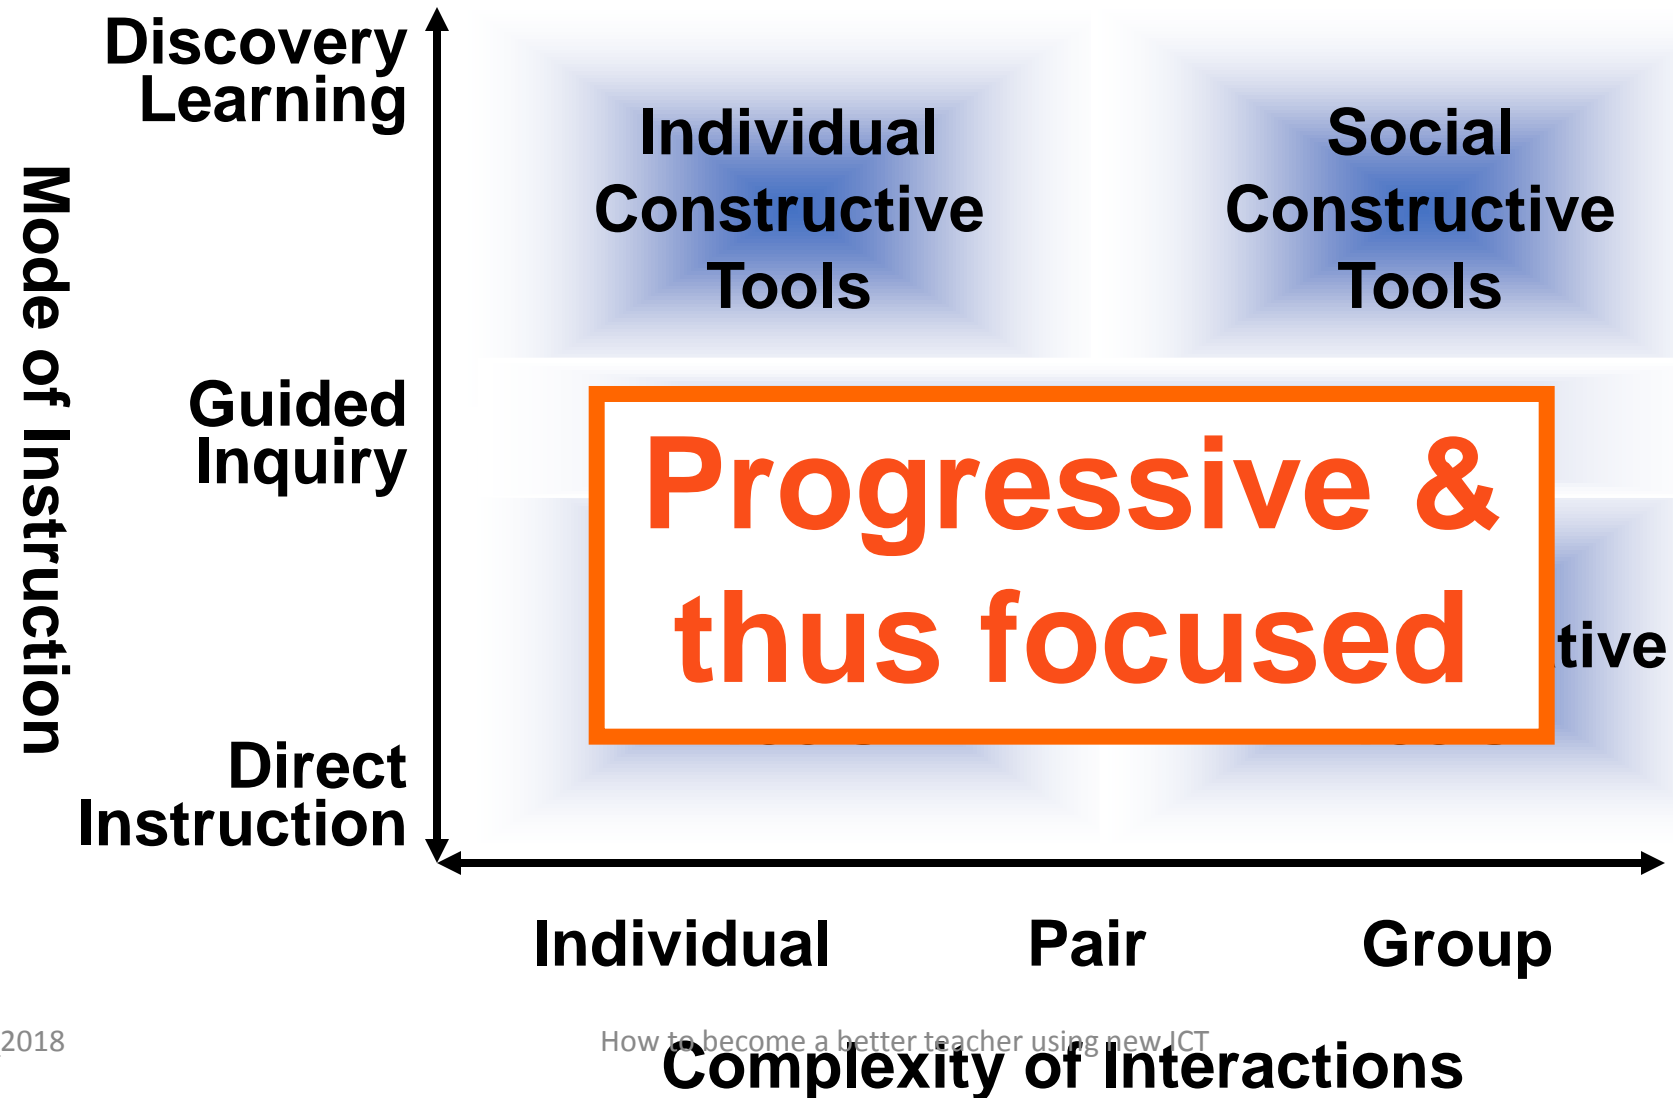 Discovery
Learning
Individual
Constructive
Tools
Social
Constructive
Tools
Mode of Instruction
Guided
Inquiry
Progressive &
thus focused
tive
Direct
Instruction
Individual Pair Group
2018
How to become a better teacher using new ICT
Complexity of Interactions